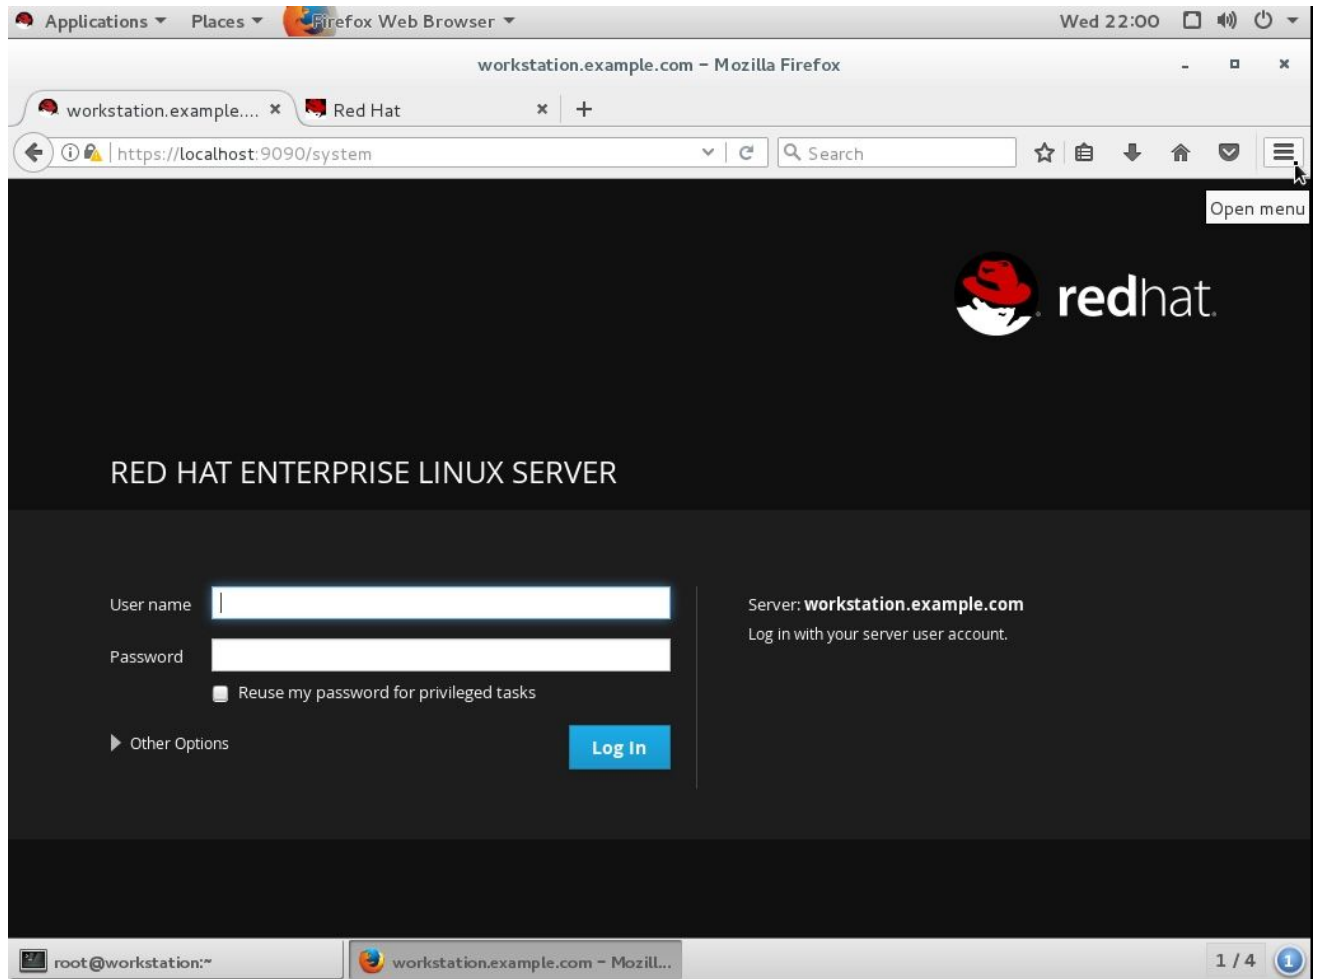 Applications Places Firefox Web Browser Wed 22:00
workstation.example.com – Mozilla Firefox
workstation.example.... × Red Hat × +
https://localhost:9090/system Search
Open menu
redhat.
RED HAT ENTERPRISE LINUX SERVER
User name
Server: workstation.example.com
Log in with your server user account.
Password
Reuse my password for privileged tasks
Other Options
Log In
root@workstation:~ workstation.example.com – Mozill... 1 / 4 1